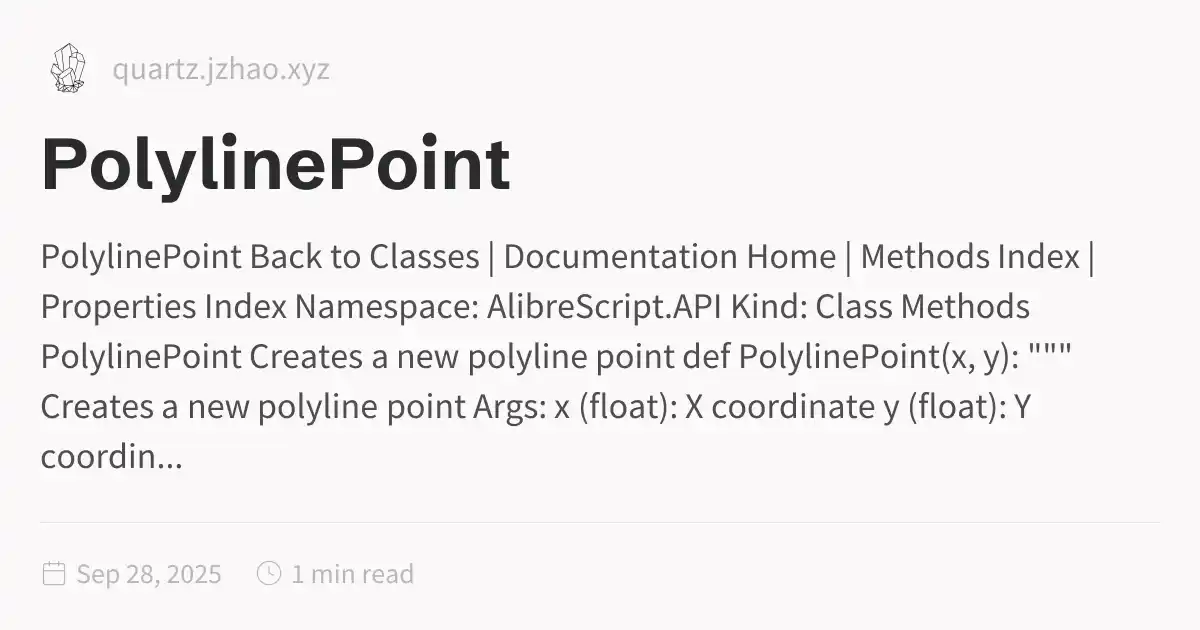 quartz.jzhao.xyz
PolylinePoint
PolylinePoint Back to Classes | Documentation Home | Methods Index |
Properties Index Namespace: AlibreScript.API Kind: Class Methods
PolylinePoint Creates a new polyline point def PolylinePoint(x, y): """
Creates a new polyline point Args: x (float): X coordinate y (float): Y
coordin...
Sep 28, 2025 1 min read